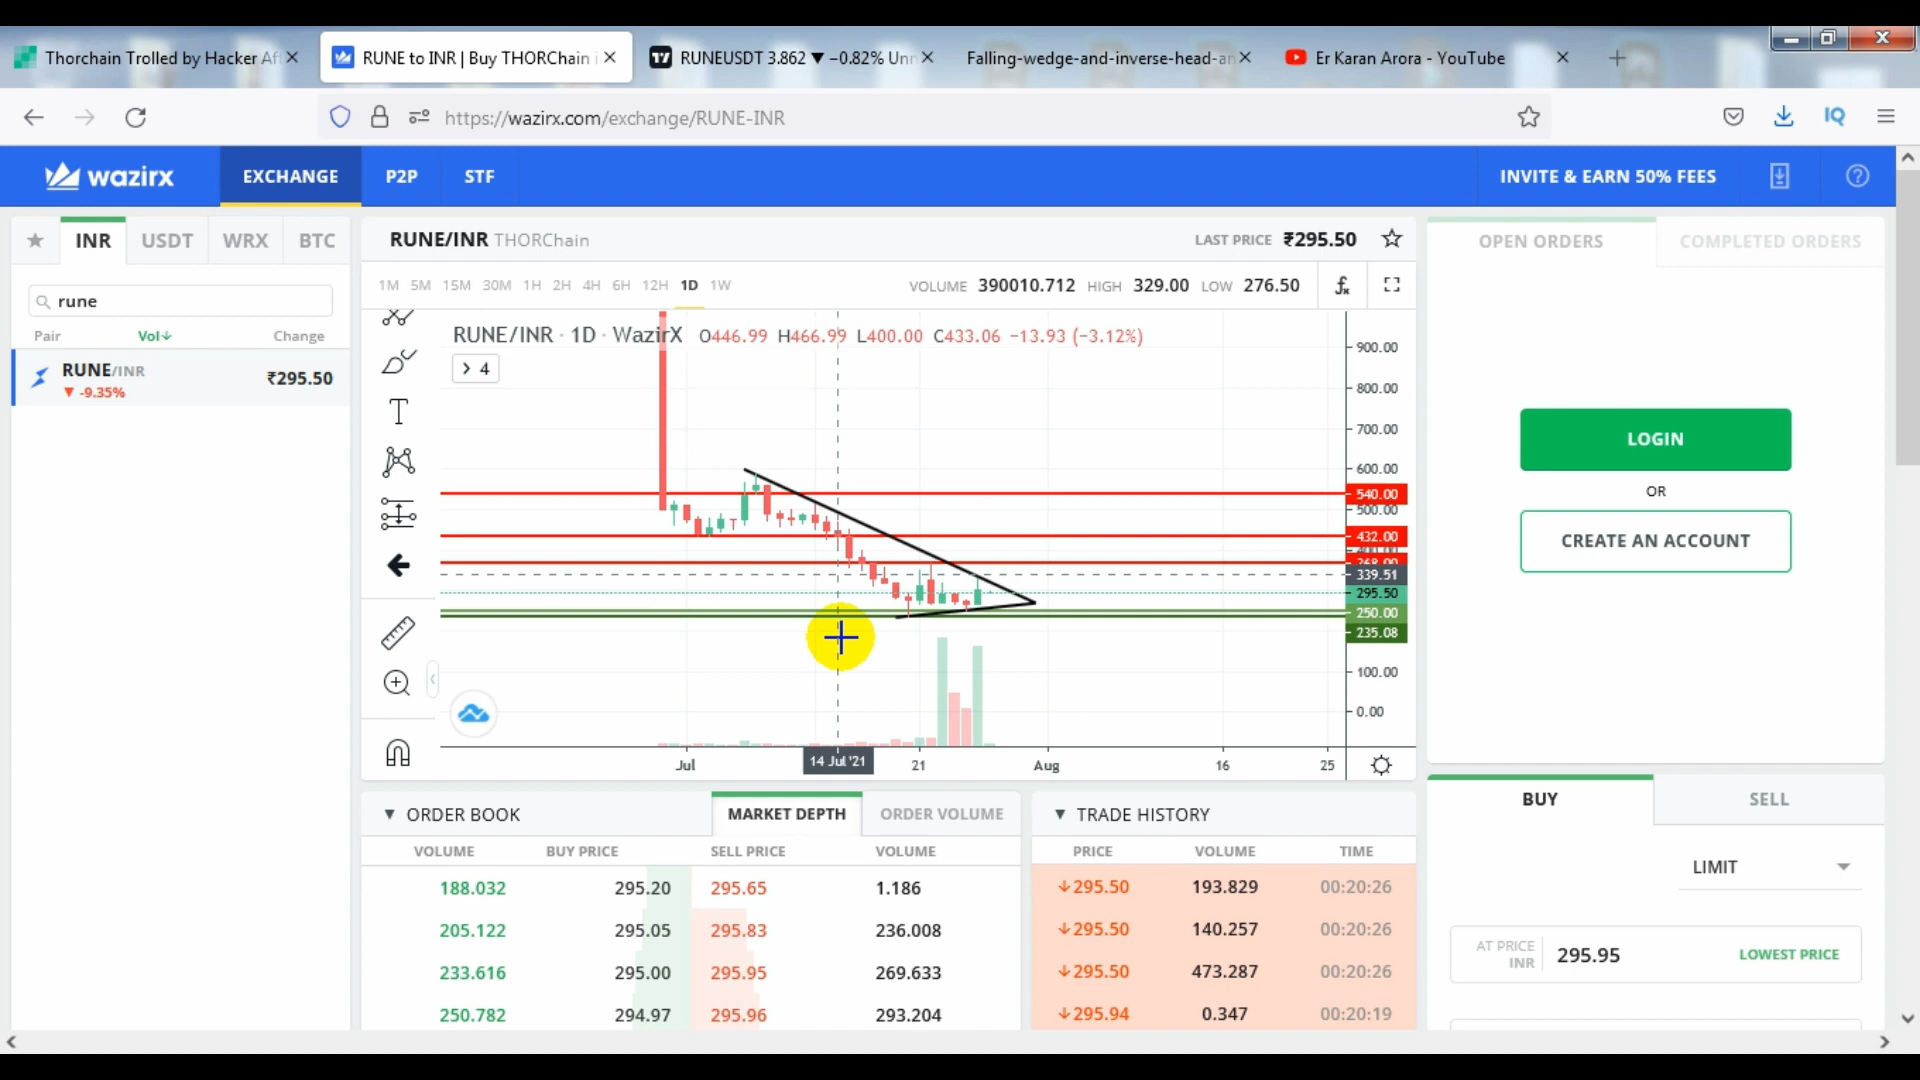 Thorchain Trolled by Hacker Af
RUNE to INR | Buy THORChain i
RUNEUSDT 3.862 ▼ −0.82% Unn
Falling-wedge-and-inverse-head-an
Er Karan Arora - YouTube
https://wazirx.com/exchange/RUNE-INR
IQ
wazirx
EXCHANGE
P2P
STF
INVITE & EARN 50% FEES
INR
USDT
WRX
BTC
rune
Pair
Vol↓
Change
RUNE/INR
▼ -9.35%
₹295.50
RUNE/INR THORChain
LAST PRICE ₹295.50
1M 5M 15M 30M 1H 2H 4H 6H 12H 1D 1W
VOLUME 390010.712 HIGH 329.00 LOW 276.50
RUNE/INR · 1D · WazirX O446.99 H466.99 L400.00 C433.06 −13.93 (−3.12%)
4
900.00
800.00
700.00
600.00
540.00
500.00
432.00
339.51
295.50
250.00
235.08
100.00
0.00
Jul
14 Jul '21
21
Aug
16
25
OPEN ORDERS
COMPLETED ORDERS
LOGIN
OR
CREATE AN ACCOUNT
▼ ORDER BOOK
MARKET DEPTH
ORDER VOLUME
VOLUME BUY PRICE SELL PRICE VOLUME
188.032 295.20 295.65 1.186
205.122 295.05 295.83 236.008
233.616 295.00 295.95 269.633
250.782 294.97 295.96 293.204
▼ TRADE HISTORY
PRICE VOLUME TIME
↓295.50 193.829 00:20:26
↓295.50 140.257 00:20:26
↓295.50 473.287 00:20:26
↓295.94 0.347 00:20:19
BUY
SELL
LIMIT
AT PRICE
INR
295.95
LOWEST PRICE